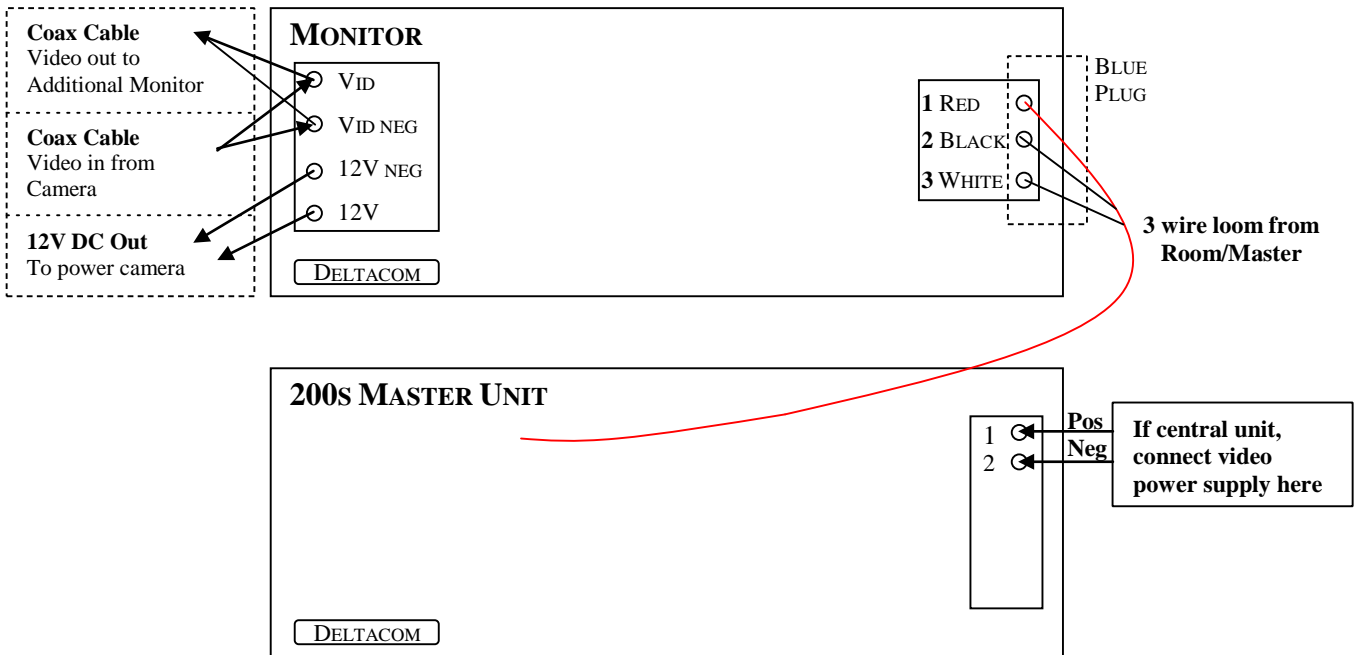 Coax Cable
Video out to
Additional Monitor
Coax Cable
Video in from
Camera
12V DC Out
To power camera
MONITOR
VID
VID NEG
12V NEG
12V
DELTACOM
1 RED
2 BLACK
3 WHITE
BLUE
PLUG
3 wire loom from
Room/Master
200S MASTER UNIT
1
2
Pos
Neg
If central unit,
connect video
power supply here
DELTACOM